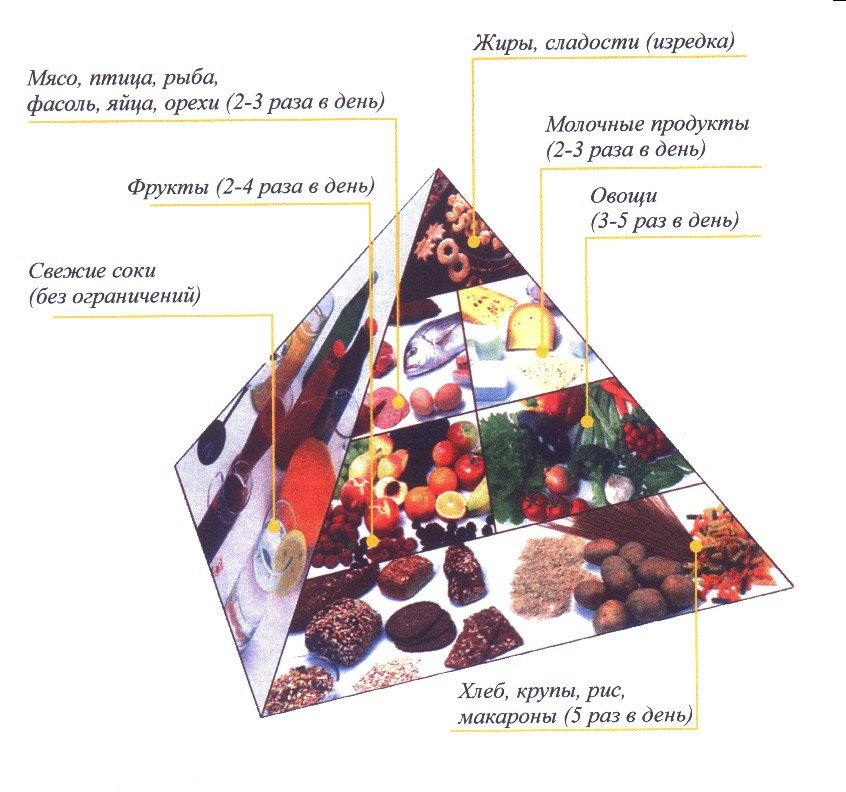 Жиры, сладости (изредка)
Мясо, птица, рыба,
фасоль, яйца, орехи (2-3 раза в день)
Молочные продукты
(2-3 раза в день)
Фрукты (2-4 раза в день)
Овощи
(3-5 раз в день)
Свежие соки
(без ограничений)
Хлеб, крупы, рис,
макароны (5 раз в день)